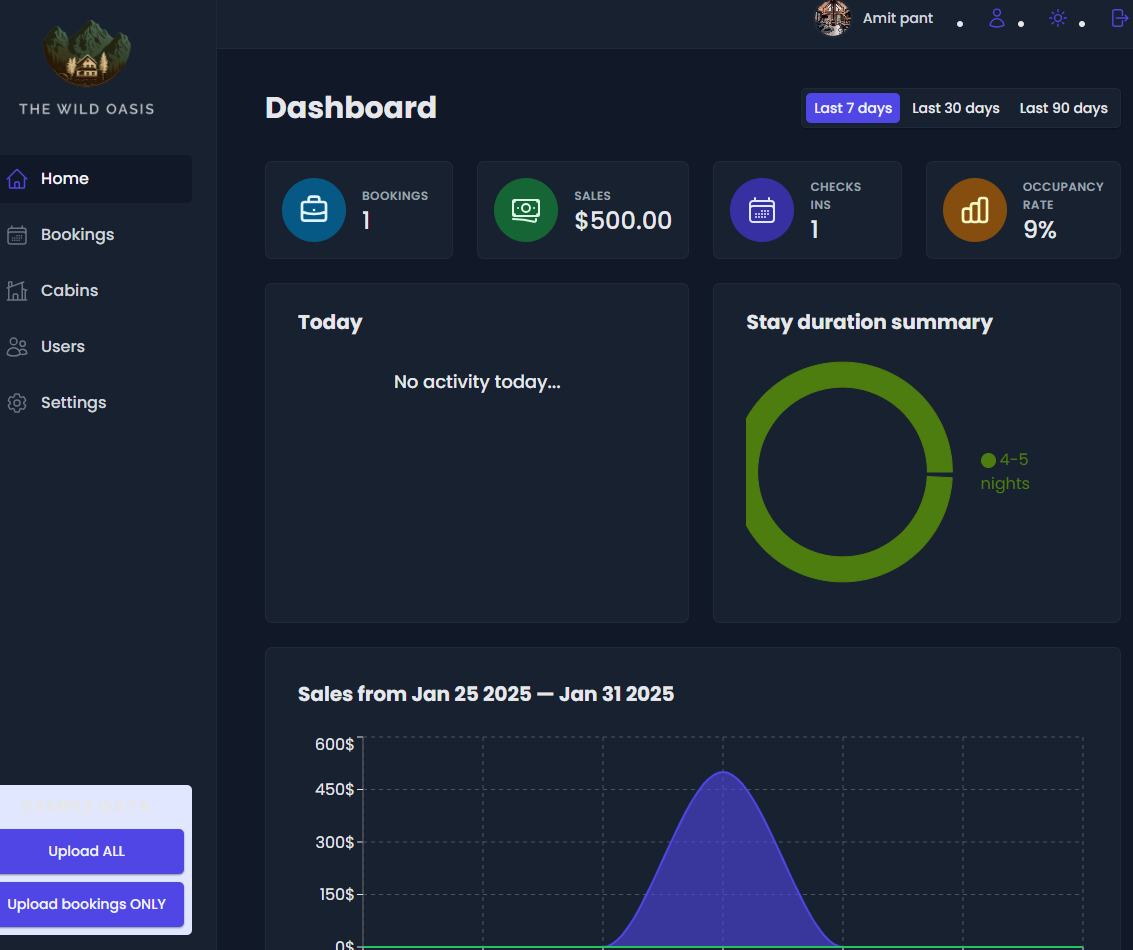 THE WILD OASIS
Home
Bookings
Cabins
Users
Settings
SAMPLE DATA
Upload ALL
Upload bookings ONLY
Amit pant
Dashboard
Last 7 days
Last 30 days
Last 90 days
BOOKINGS
1
SALES
$500.00
CHECKS
INS
1
OCCUPANCY
RATE
9%
Today
No activity today...
Stay duration summary
4-5
nights
Sales from Jan 25 2025 — Jan 31 2025
600$
450$
300$
150$
0$